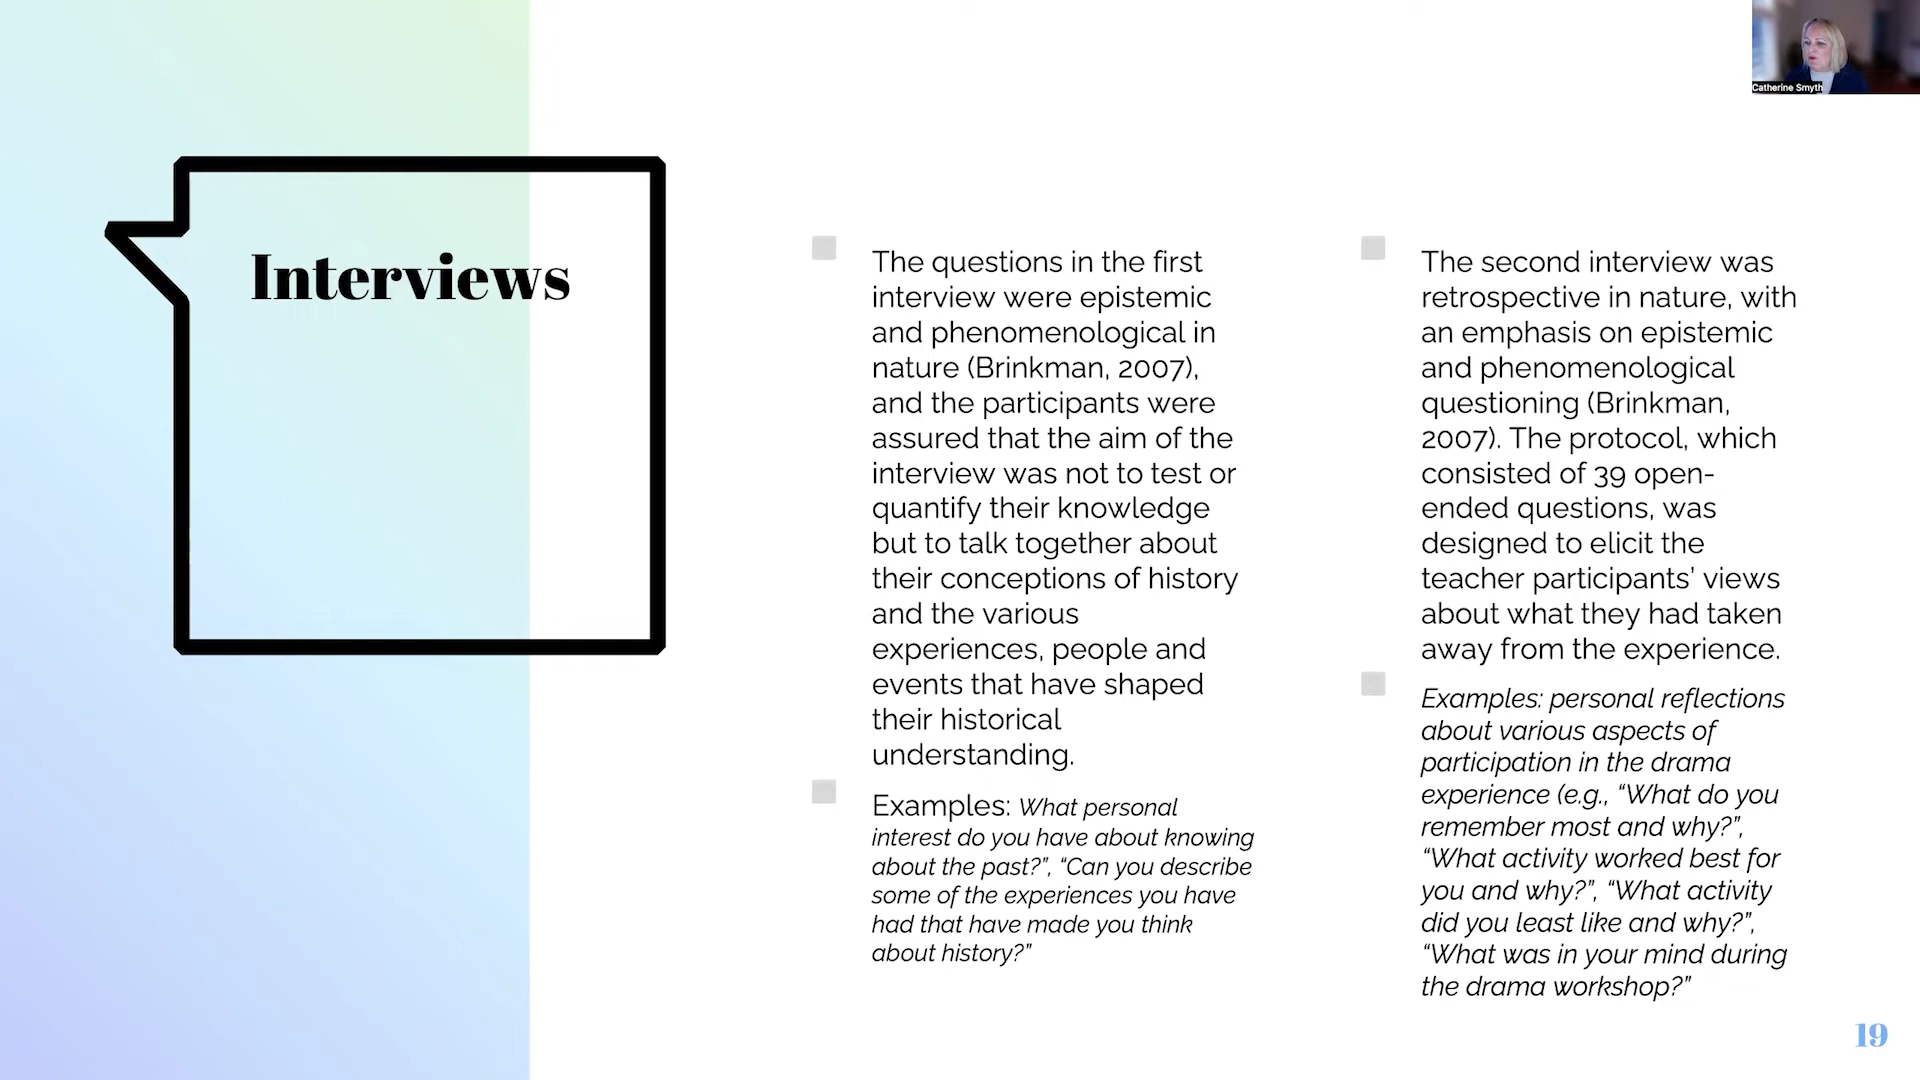 Catherine Smyth
Interviews
The questions in the first
interview were epistemic
and phenomenological in
nature (Brinkman, 2007),
and the participants were
assured that the aim of the
interview was not to test or
quantify their knowledge
but to talk together about
their conceptions of history
and the various
experiences, people and
events that have shaped
their historical
understanding.
Examples: What personal
interest do you have about knowing
about the past?”, “Can you describe
some of the experiences you have
had that have made you think
about history?”
The second interview was
retrospective in nature, with
an emphasis on epistemic
and phenomenological
questioning (Brinkman,
2007). The protocol, which
consisted of 39 open-
ended questions, was
designed to elicit the
teacher participants’ views
about what they had taken
away from the experience.
Examples: personal reflections
about various aspects of
participation in the drama
experience (e.g., “What do you
remember most and why?”,
“What activity worked best for
you and why?”, “What activity
did you least like and why?”,
“What was in your mind during
the drama workshop?”
19